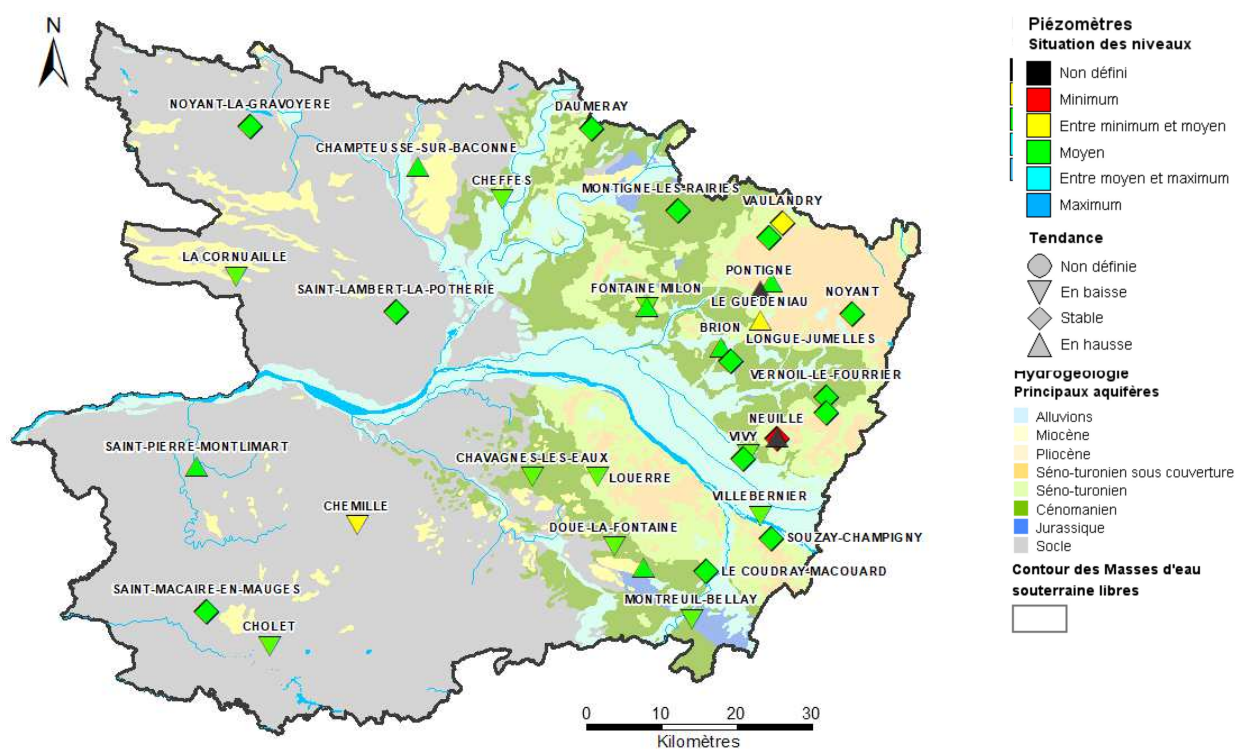 N
NOYANT-LA-GRAVOYERE
DAUMERAY
CHAMPTEUSSE-SUR-BACONNE
CHEFFES
MONTIGNE-LES-RAIRIES
VAULANDRY
LA CORNUAILLE
PONTIGNE
SAINT-LAMBERT-LA-POTHERIE
FONTAINE MILON
LE GUEDENIAU
NOYANT
BRION
LONGUE-JUMELLES
VERNOIL-LE-FOURRIER
NEUILLE
VIVY
SAINT-PIERRE-MONTLIMART
CHAVAGNES-LES-EAUX
LOUERRE
CHEMILLE
VILLEBERNIER
DOUE-LA-FONTAINE
SOUZAY-CHAMPIGNY
LE COUDRAY-MACOUARD
SAINT-MACAIRE-EN-MAUGES
MONTREUIL-BELLAY
CHOLET
0 10 20 30
Kilomètres
Piézomètres
Situation des niveaux
Non défini
Minimum
Entre minimum et moyen
Moyen
Entre moyen et maximum
Maximum
Tendance
Non définie
En baisse
Stable
En hausse
Hydrogéologie
Principaux aquifères
Alluvions
Miocène
Pliocène
Séno-turonien sous couverture
Séno-turonien
Cénomanien
Jurassique
Socle
Contour des Masses d'eau
souterraine libres